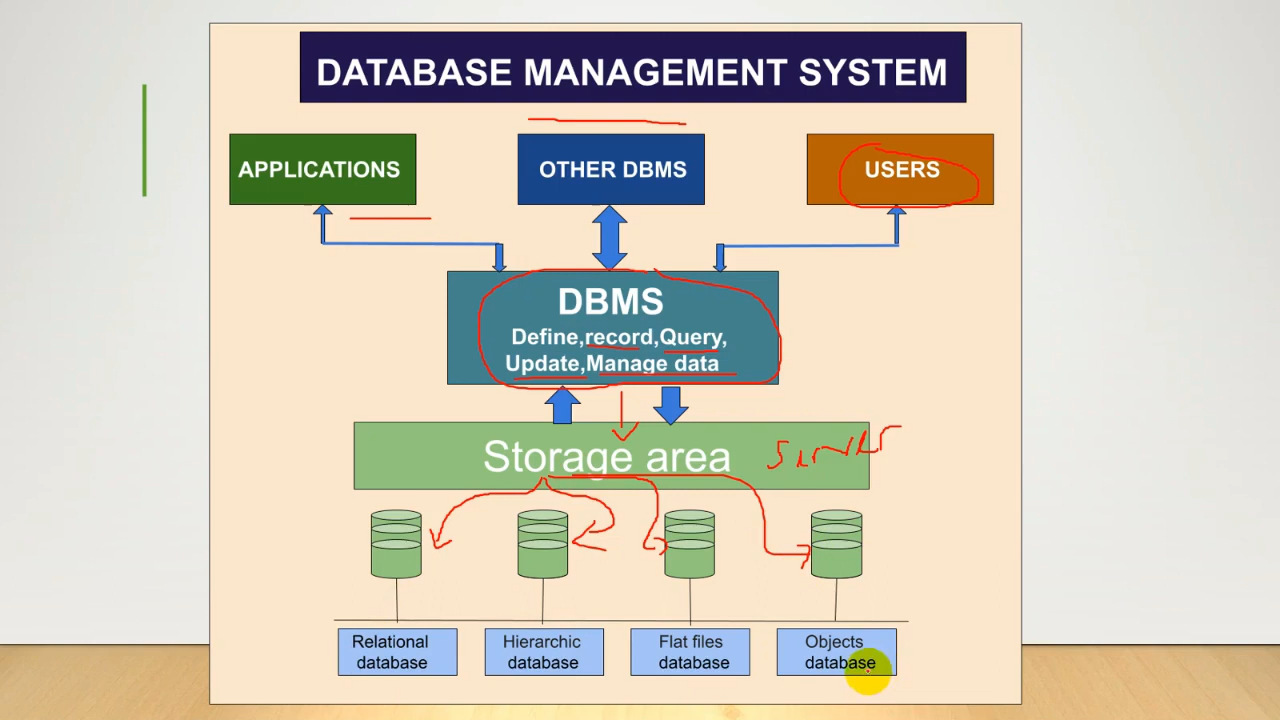 DATABASE MANAGEMENT SYSTEM
APPLICATIONS
OTHER DBMS
USERS
DBMS
Define,record,Query,
Update,Manage data
Storage area
server
Relational
database
Hierarchic
database
Flat files
database
Objects
database